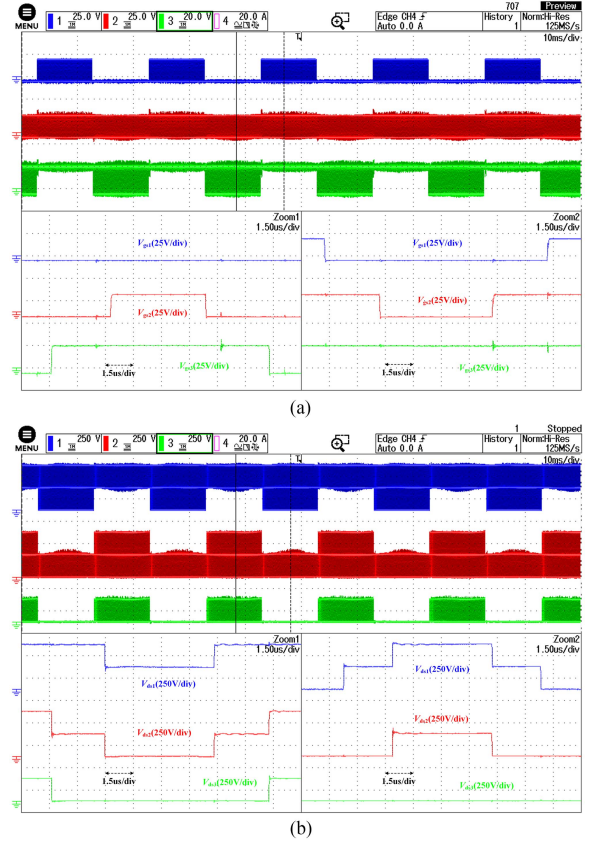 707 Preview
MENU 1 25.0 V 2 25.0 V 3 20.0 V 4 Edge CH4 History Norm:Hi-Res
Auto 0.0 A 1 125MS/s
10ms/div
Zoom1 Zoom2
1.50us/div 1.50us/div
Vgs1(25V/div) Vgs1(25V/div)
Vgs2(25V/div) Vgs2(25V/div)
Vgs3(25V/div) Vgs3(25V/div)
1.5us/div 1.5us/div
(a)
1 Stopped
MENU 1 250 V 2 250 V 3 250 V 4 20.0 A Edge CH4 History Norm:Hi-Res
Auto 0.0 A 1 125MS/s
10ms/div
Zoom1 Zoom2
1.50us/div 1.50us/div
Vds1(250V/div) Vds1(250V/div)
Vds2(250V/div) Vds2(250V/div)
1.5us/div Vds3(250V/div) 1.5us/div Vds3(250V/div)
(b)